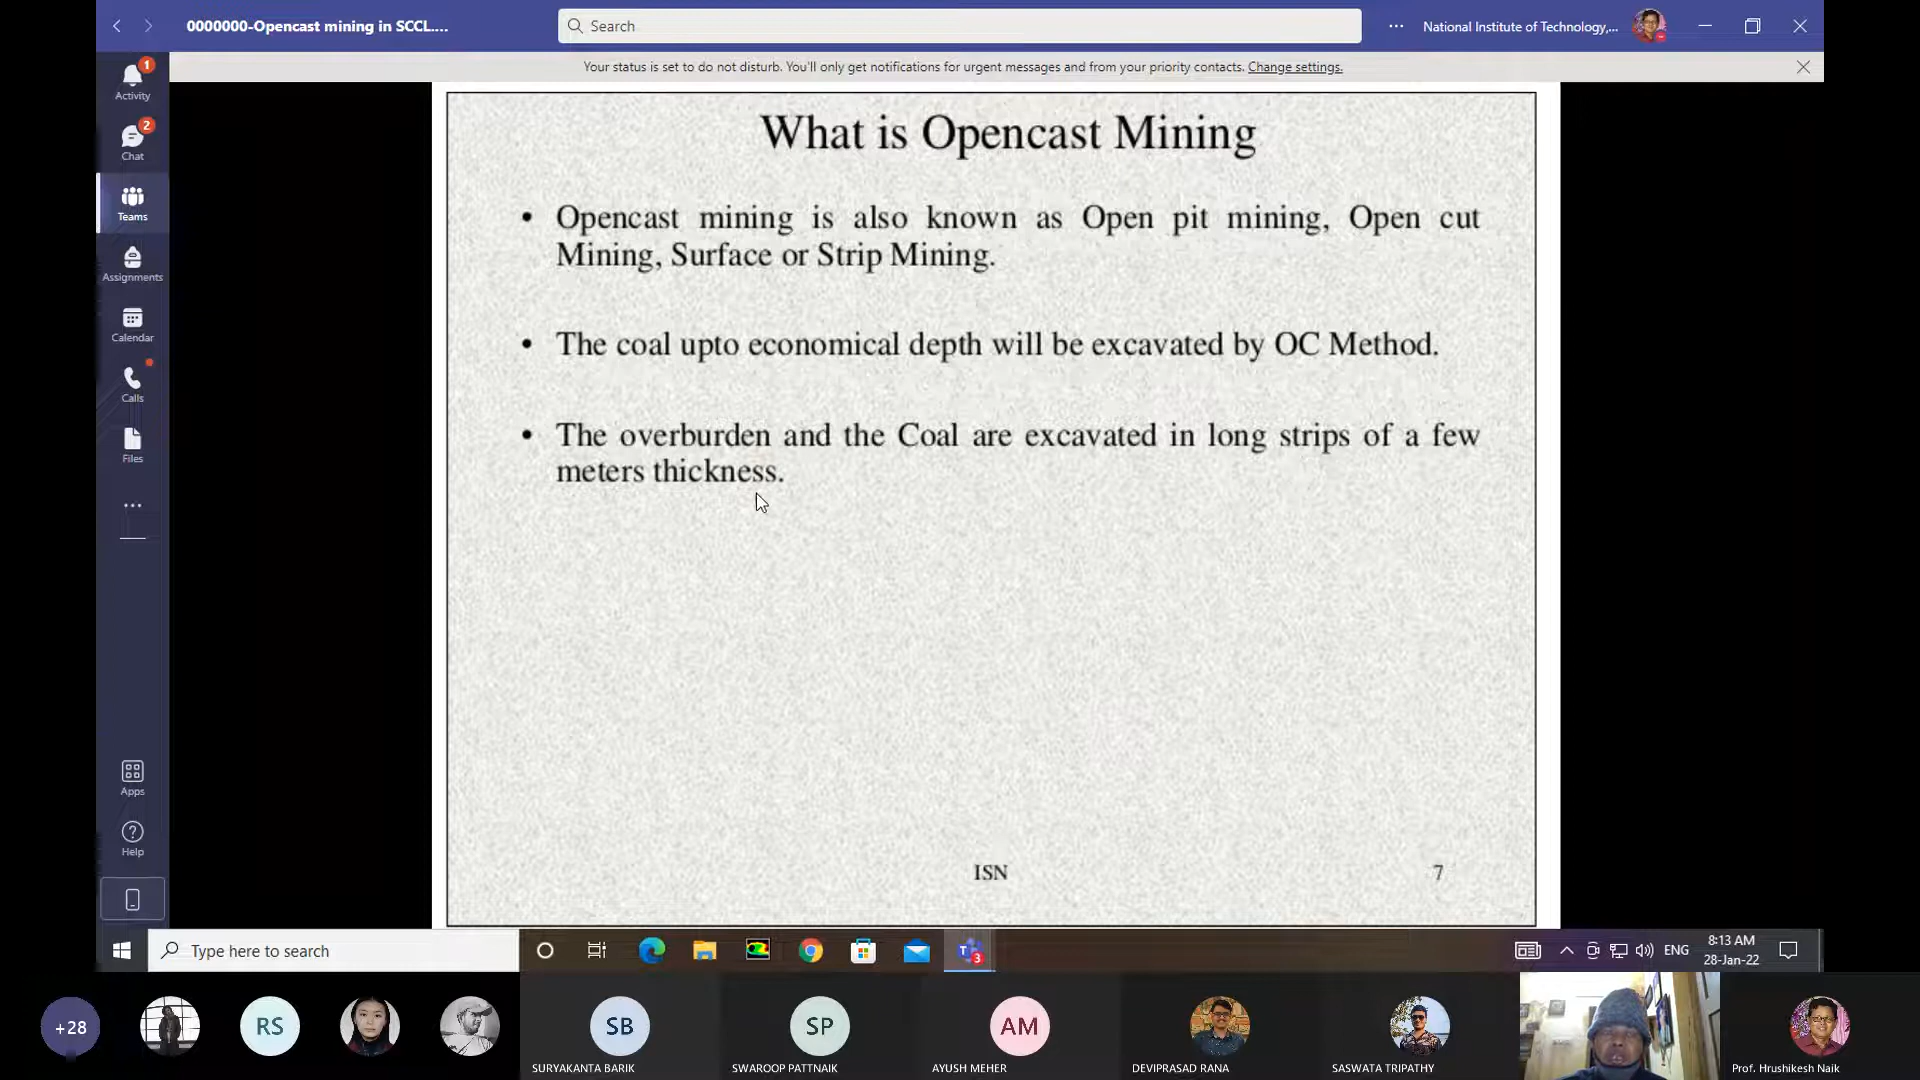 0000000-Opencast mining in SCCL....
Search
National Institute of Technology,...
Your status is set to do not disturb. You'll only get notifications for urgent messages and from your priority contacts. Change settings.
1
Activity
2
Chat
Teams
Assignments
Calendar
Calls
Files
Apps
Help
What is Opencast Mining
• Opencast mining is also known as Open pit mining, Open cut
Mining, Surface or Strip Mining.
• The coal upto economical depth will be excavated by OC Method.
• The overburden and the Coal are excavated in long strips of a few
meters thickness.
ISN
7
Type here to search
3
ENG
8:13 AM
28-Jan-22
+28
RS
SB
SP
AM
SURYAKANTA BARIK
SWAROOP PATTNAIK
AYUSH MEHER
DEVIPRASAD RANA
SASWATA TRIPATHY
Prof. Hrushikesh Naik